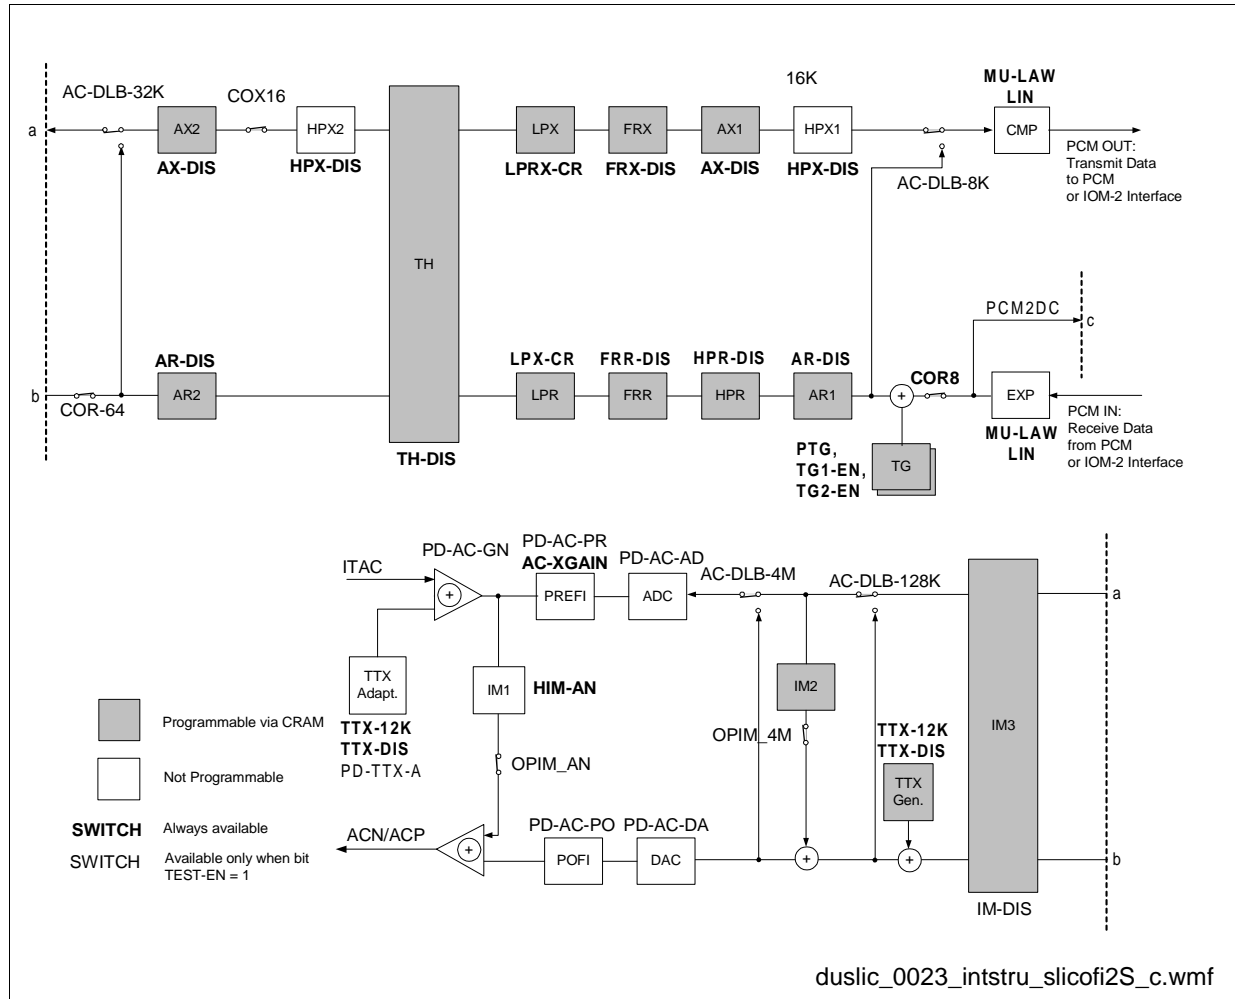 16K
MU-LAW
LIN
AC-DLB-32K
COX16
a
AX2
HPX2
LPX
FRX
AX1
HPX1
CMP
AX-DIS
HPX-DIS
LPRX-CR
FRX-DIS
AX-DIS
HPX-DIS
AC-DLB-8K
PCM OUT:
Transmit Data
to PCM
or IOM-2 Interface
TH
PCM2DC
c
AR-DIS
LPX-CR
FRR-DIS
HPR-DIS
AR-DIS
COR8
b
COR-64
AR2
LPR
FRR
HPR
AR1
+
EXP
PCM IN:
Receive Data
from PCM
or IOM-2 Interface
MU-LAW
LIN
TH-DIS
PTG,
TG1-EN,
TG2-EN
TG
PD-AC-GN
PD-AC-PR
AC-XGAIN
PD-AC-AD
ITAC
AC-DLB-4M
AC-DLB-128K
+
PREFI
ADC
a
TTX
Adapt.
IM1
HIM-AN
IM2
TTX-12K
TTX-DIS
PD-TTX-A
OPIM_4M
TTX-12K
TTX-DIS
IM3
OPIM_AN
TTX
Gen.
Programmable via CRAM
Not Programmable
SWITCH Always available
SWITCH Available only when bit
TEST-EN = 1
ACN/ACP
PD-AC-PO
PD-AC-DA
+
POFI
DAC
+
+
b
IM-DIS
duslic_0023_intstru_slicofi2S_c.wmf